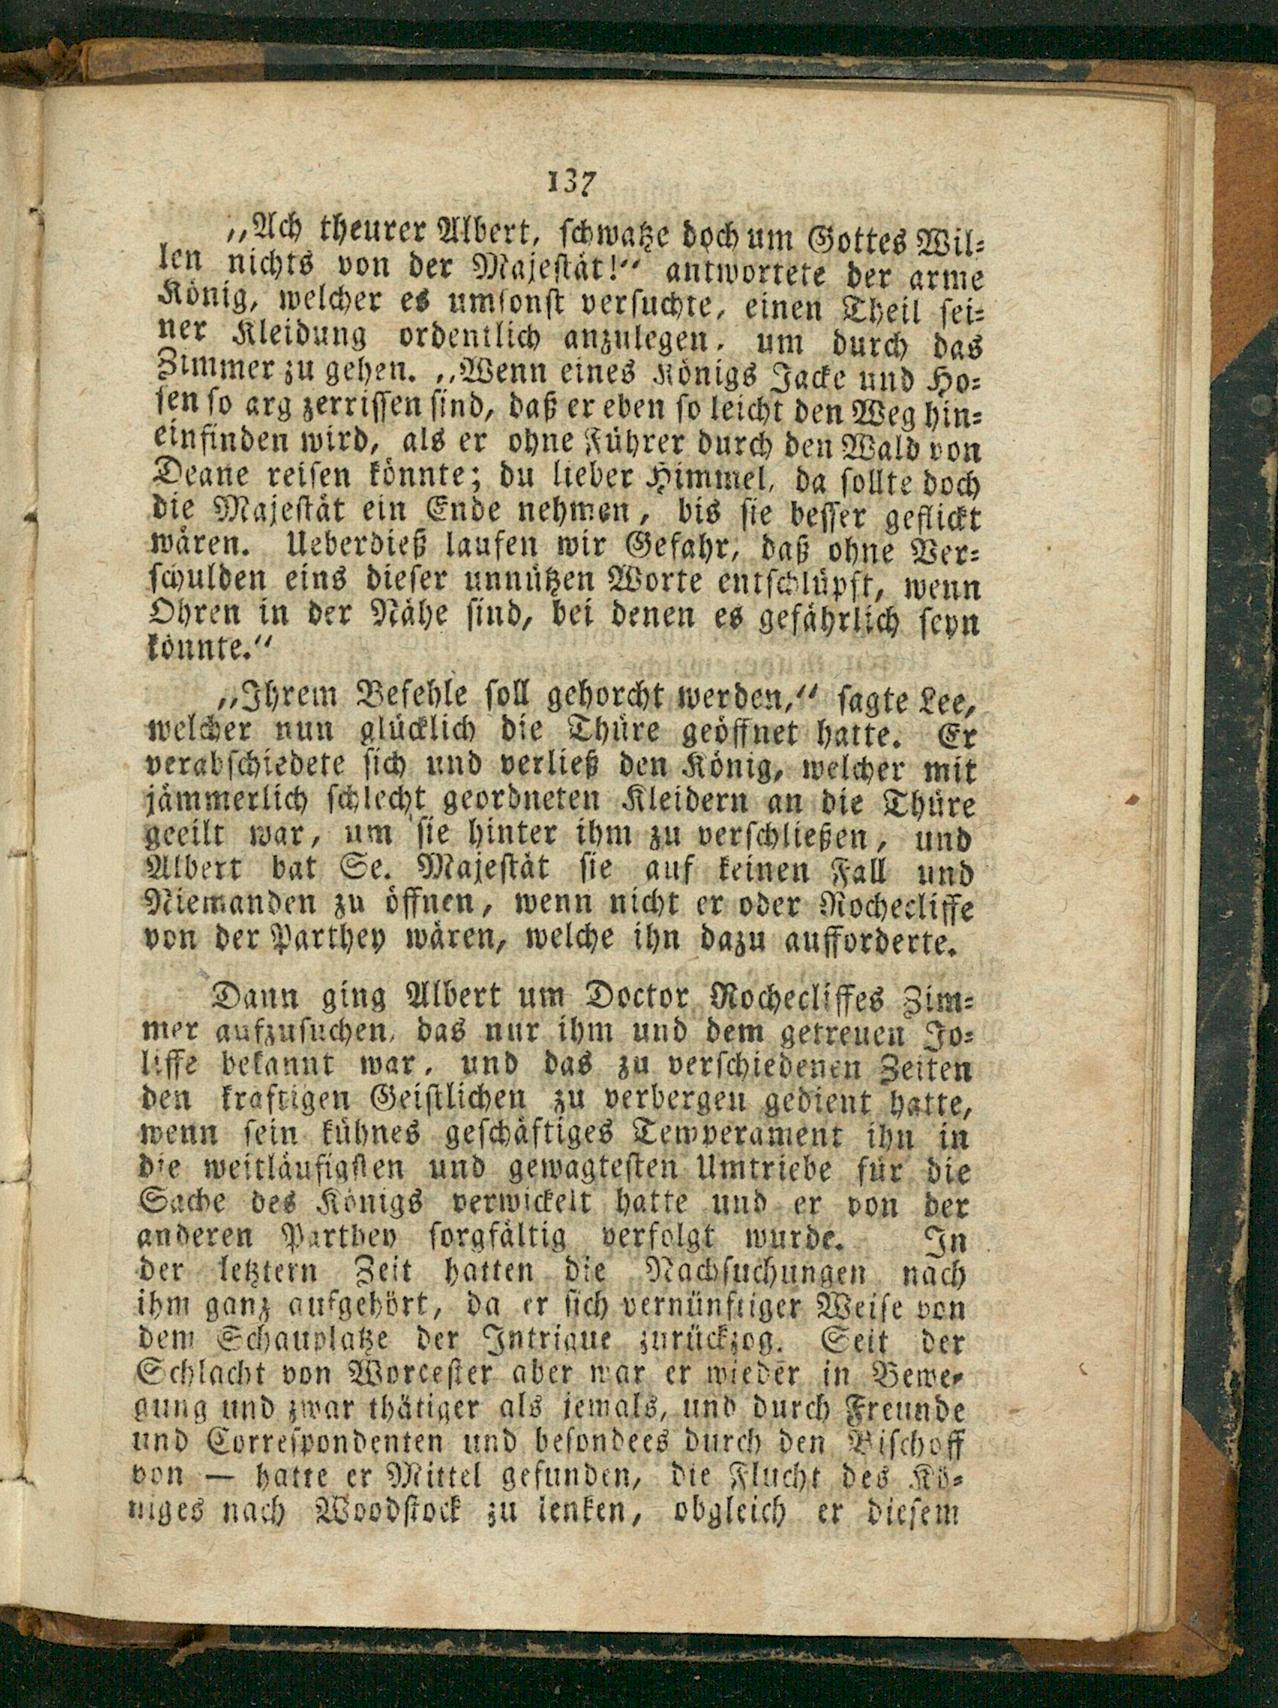 137
„Ach theurer Albert, schwatze doch um Gottes Wil-
len nichts von der Majestät!“ antwortete der arme
König, welcher es umsonst versuchte, einen Theil sei-
ner Kleidung ordentlich anzulegen, um durch das
Zimmer zu gehen. „Wenn eines Königs Jacke und Ho-
sen so arg zerrissen sind, daß er eben so leicht den Weg hin-
einfinden wird, als er ohne Führer durch den Wald von
Deane reisen könnte; du lieber Himmel, da sollte doch
die Majestät ein Ende nehmen, bis sie besser geflickt
wären. Ueberdieß laufen wir Gefahr, daß ohne Ver-
schulden eins dieser unnützen Worte entschlüpft, wenn
Ohren in der Nähe sind, bei denen es gefährlich seyn
könnte.“
„Ihrem Befehle soll gehorcht werden,“ sagte Lee,
welcher nun glücklich die Thüre geöffnet hatte. Er
verabschiedete sich und verließ den König, welcher mit
jämmerlich schlecht geordneten Kleidern an die Thüre
geeilt war, um sie hinter ihm zu verschließen, und
Albert bat Se. Majestät sie auf keinen Fall und
Niemanden zu öffnen, wenn nicht er oder Rochecliffe
von der Parthey wären, welche ihn dazu aufforderte.
Dann ging Albert um Doctor Rochecliffes Zim-
mer aufzusuchen, das nur ihm und dem getreuen Jo-
liffe bekannt war, und das zu verschiedenen Zeiten
den kräftigen Geistlichen zu verbergen gedient hatte,
wenn sein kühnes geschäftiges Temperament ihn in
die weitläufigsten und gewagtesten Umtriebe für die
Sache des Königs verwickelt hatte und er von der
anderen Parthey sorgfältig verfolgt wurde. In
der letztern Zeit hatten die Nachsuchungen nach
ihm ganz aufgehört, da er sich vernünftiger Weise von
dem Schauplatze der Intrigue zurückzog. Seit der
Schlacht von Worcester aber war er wieder in Bewe-
gung und zwar thätiger als jemals, und durch Freunde
und Correspondenten und besondees durch den Bischoff
von — hatte er Mittel gefunden, die Flucht des Kö-
niges nach Woodstock zu lenken, obgleich er diesem